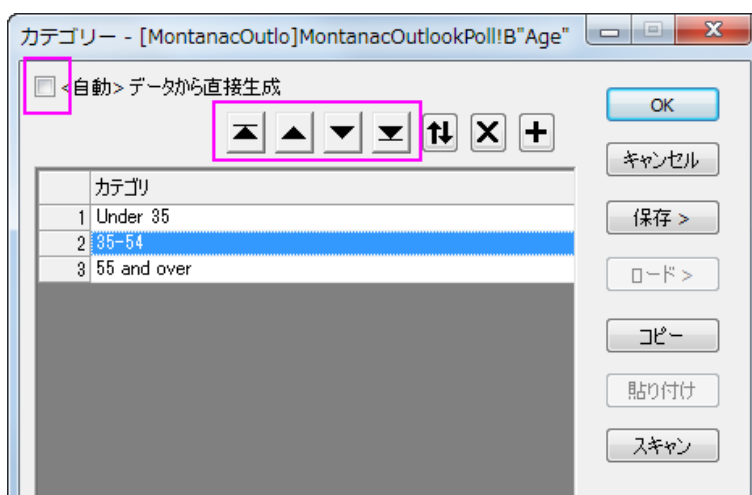 カテゴリー - [MontanacOutlo]MontanacOutlookPoll!B"Age"
<自動> データから直接生成
OK
キャンセル
カテゴリ
1 Under 35
保存 >
2 35-54
3 55 and over
ロード >
コピー
貼り付け
スキャン